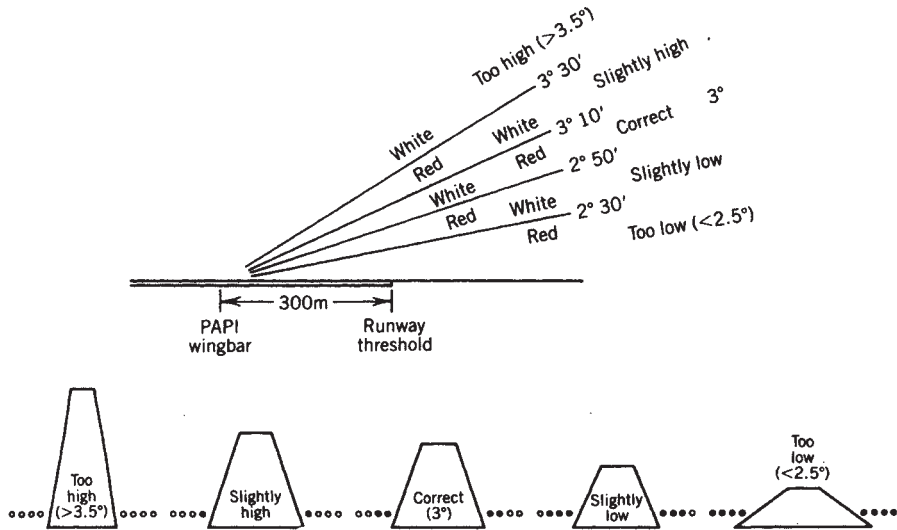 Too high (>3.5°)
3° 30'
Slightly high
White
White
3° 10'
Correct 3°
Red
Red
2° 50'
Slightly low
White
White
2° 30'
Red
Red
Too low (<2.5°)
300m
PAPI
wingbar
Runway
threshold
Too
high
(>3.5°)
Slightly
high
Correct
(3°)
Slightly
low
Too
low
(<2.5°)